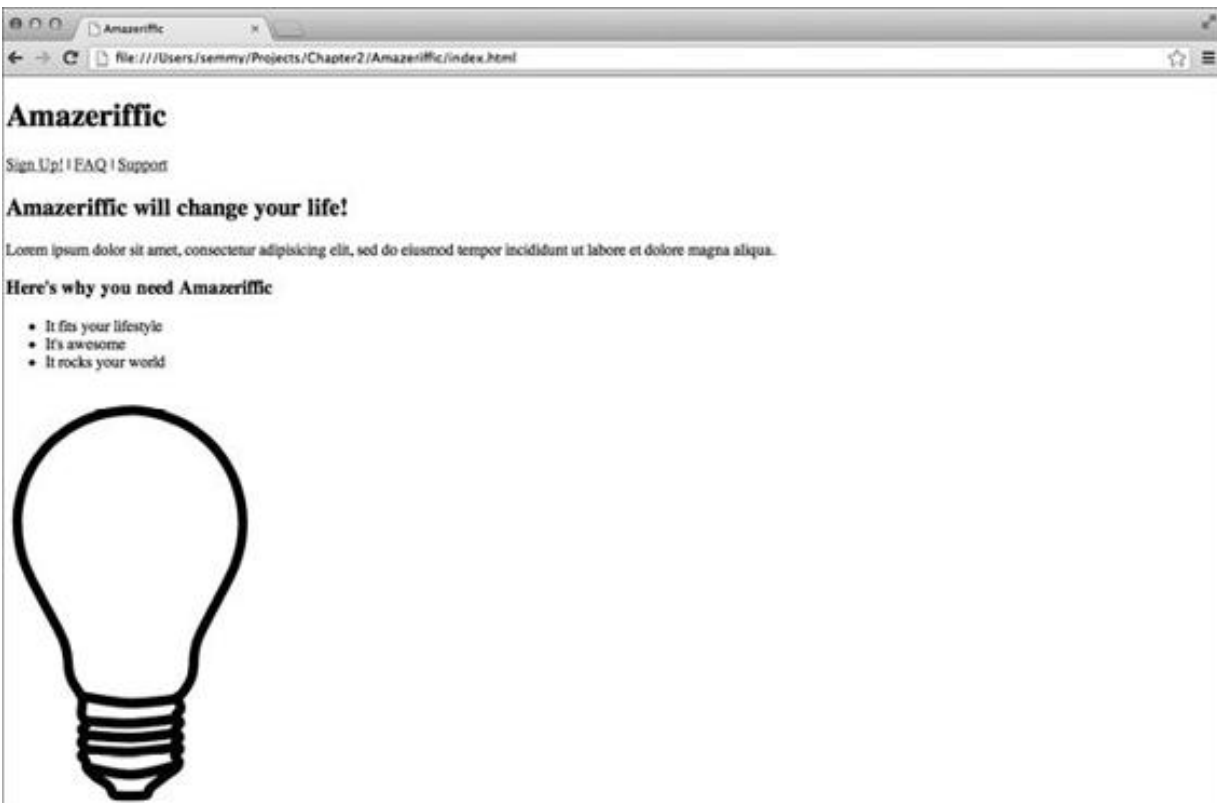 Amazeriffic
file:///Users/semmy/Projects/Chapter2/Amazeriffic/index.html
Amazeriffic
Sign Up! | FAQ | Support
Amazeriffic will change your life!
Lorem ipsum dolor sit amet, consectetur adipisicing elit, sed do eiusmod tempor incididunt ut labore et dolore magna aliqua.
Here's why you need Amazeriffic
• It fits your lifestyle
• It's awesome
• It rocks your world